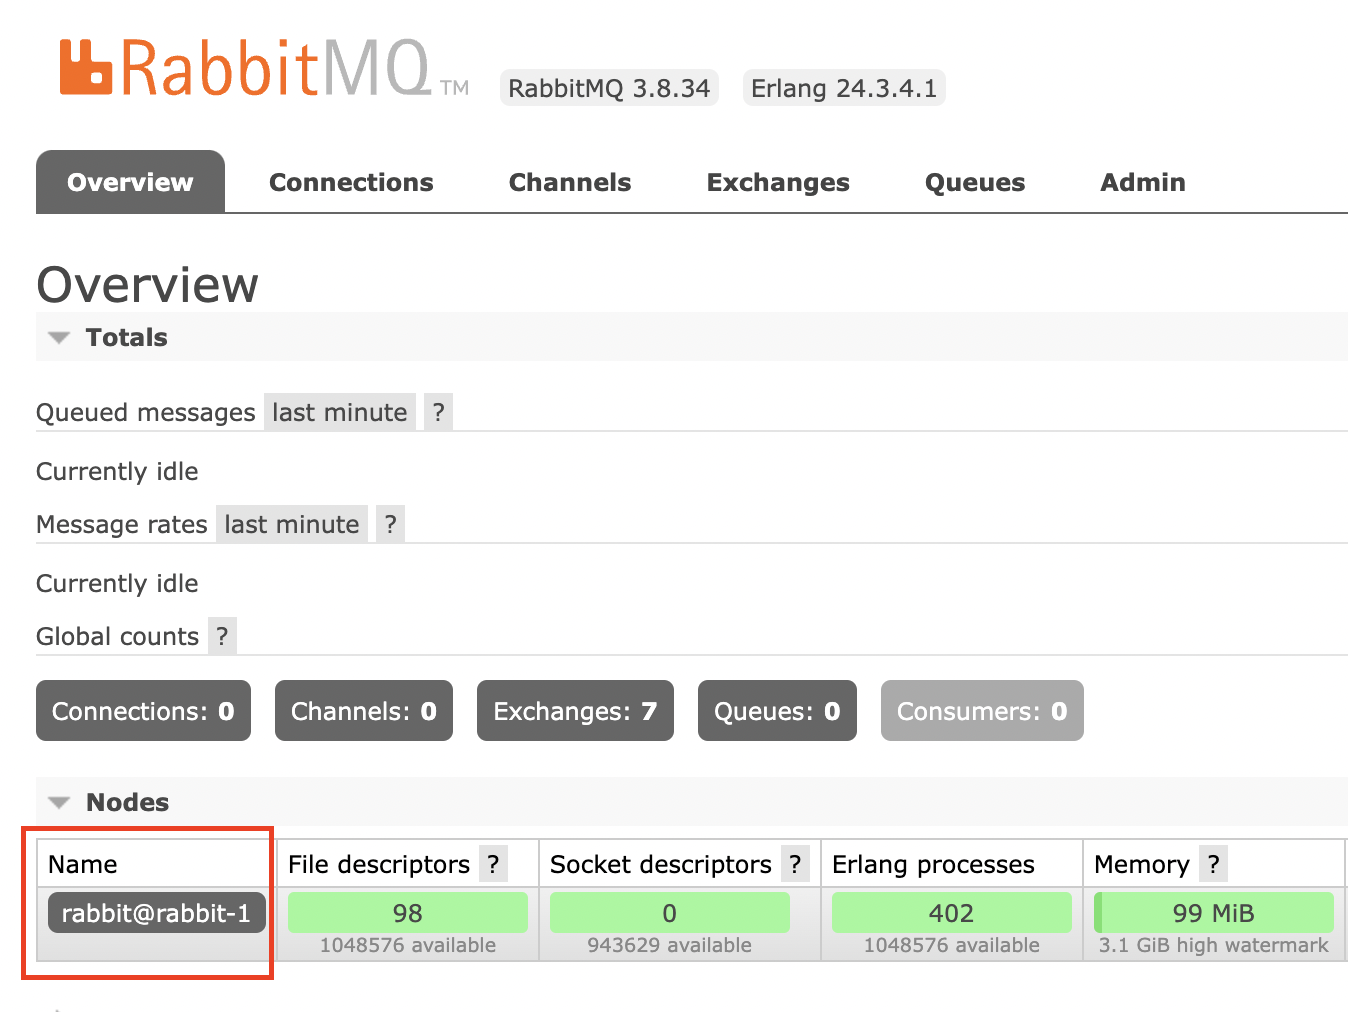 RabbitMQ TM RabbitMQ 3.8.34 Erlang 24.3.4.1
Overview Connections Channels Exchanges Queues Admin
Overview
Totals
Queued messages last minute ?
Currently idle
Message rates last minute ?
Currently idle
Global counts ?
Connections: 0 Channels: 0 Exchanges: 7 Queues: 0 Consumers: 0
Nodes
Name File descriptors ? Socket descriptors ? Erlang processes Memory ?
rabbit@rabbit-1 98 0 402 99 MiB
1048576 available 943629 available 1048576 available 3.1 GiB high watermark